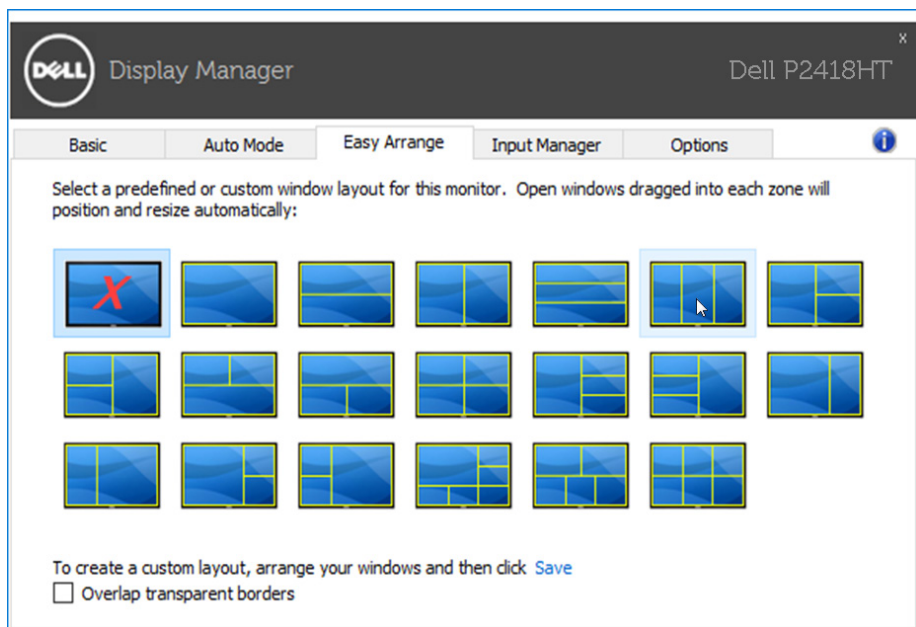 DELL Display Manager Dell P2418HT x
Basic Auto Mode Easy Arrange Input Manager Options i
Select a predefined or custom window layout for this monitor. Open windows dragged into each zone will
position and resize automatically:
X
To create a custom layout, arrange your windows and then click Save
Overlap transparent borders